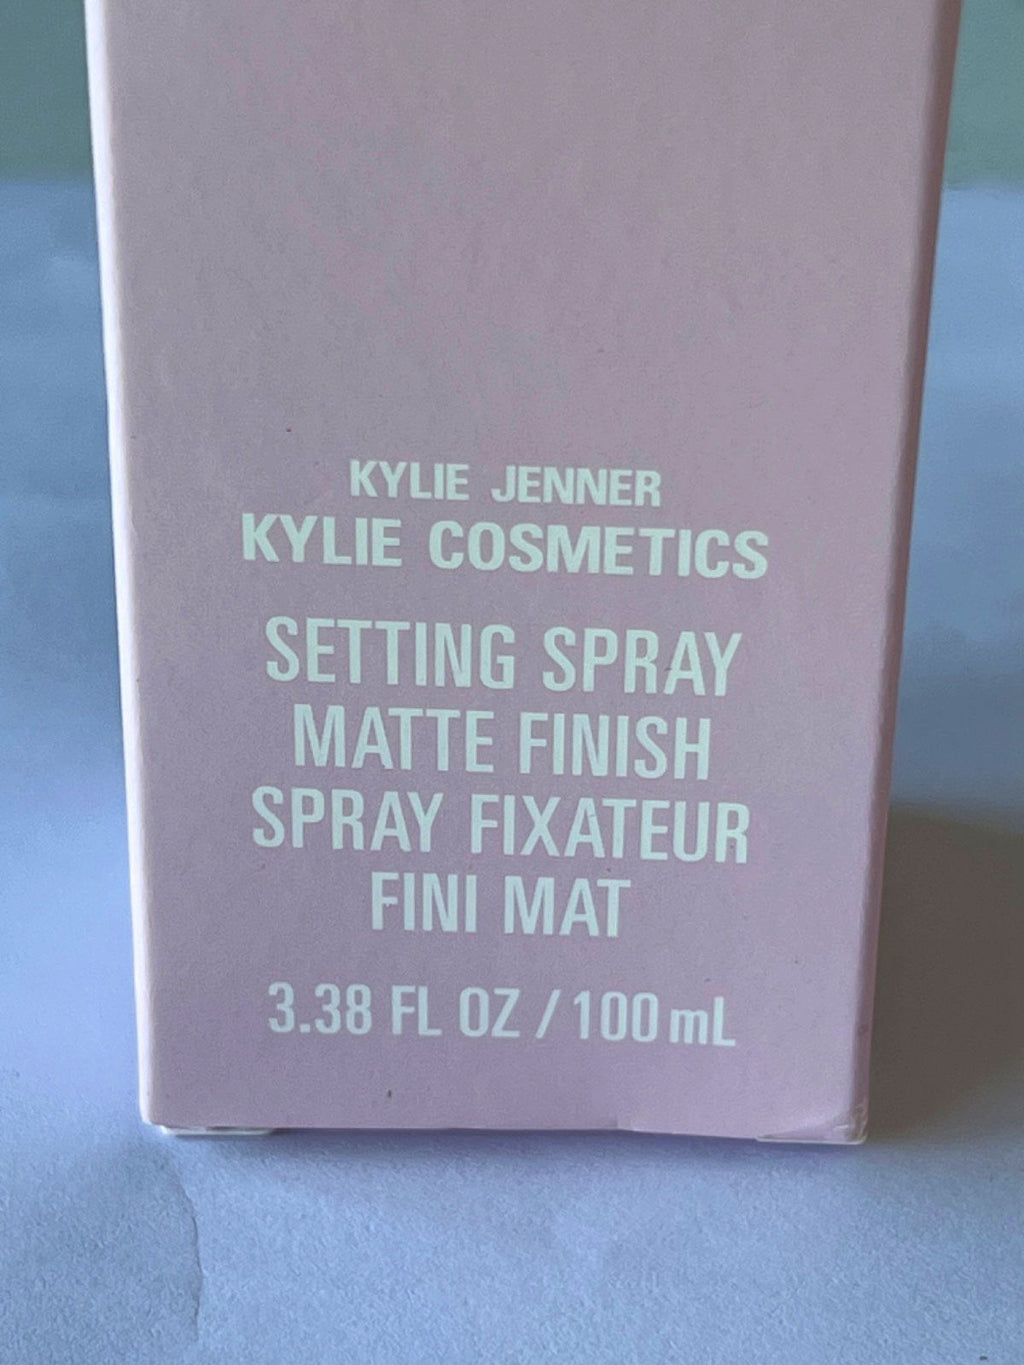 KYLIE JENNER
KYLIE COSMETICS
SETTING SPRAY
MATTE FINISH
SPRAY FIXATEUR
FINI MAT
3.38 FL OZ / 100 mL